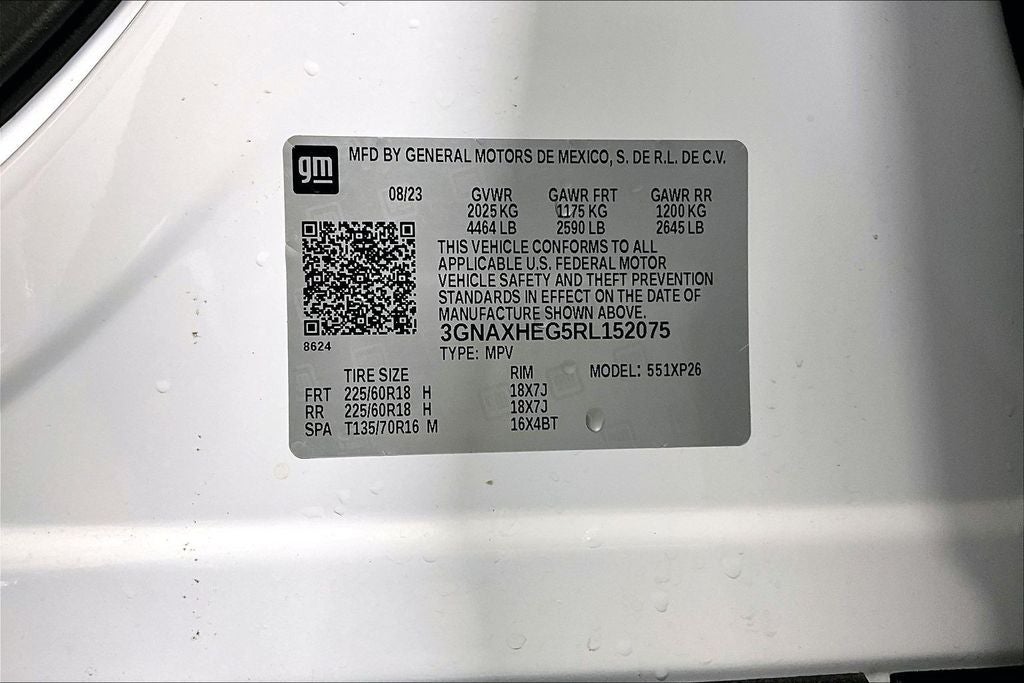 gm MFD BY GENERAL MOTORS DE MEXICO, S. DE R.L. DE C.V.
08/23 GVWR GAWR FRT GAWR RR
2025 KG 1175 KG 1200 KG
4464 LB 2590 LB 2645 LB
THIS VEHICLE CONFORMS TO ALL
APPLICABLE U.S. FEDERAL MOTOR
VEHICLE SAFETY AND THEFT PREVENTION
STANDARDS IN EFFECT ON THE DATE OF
MANUFACTURE SHOWN ABOVE.
3GNAXHEG5RL152075
8624 TYPE: MPV
TIRE SIZE RIM MODEL: 551XP26
FRT 225/60R18 H 18X7J
RR 225/60R18 H 18X7J
SPA T135/70R16 M 16X4BT